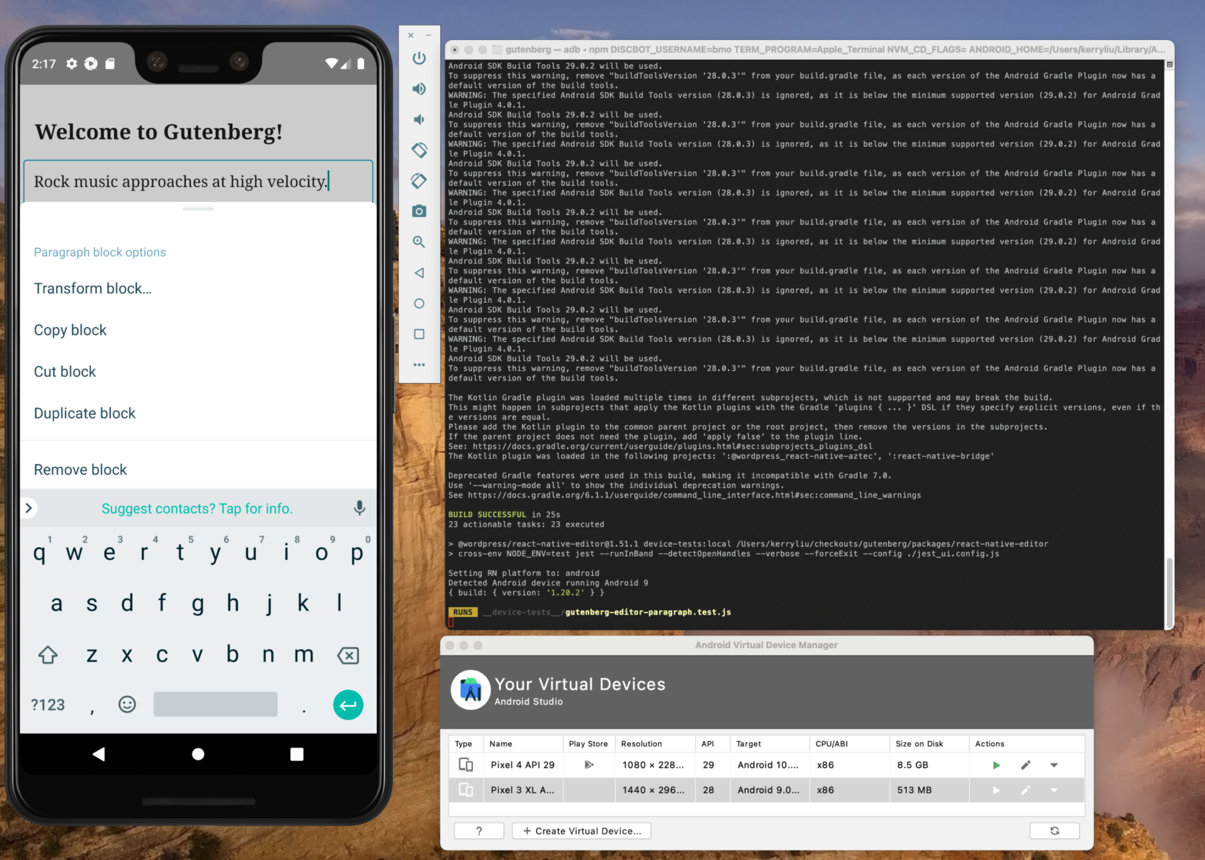 2:17
Welcome to Gutenberg!
Rock music approaches at high velocity.
Paragraph block options
Transform block...
Copy block
Cut block
Duplicate block
Remove block
Suggest contacts? Tap for info.
1 2 3 4 5 6 7 8 9 0
q w e r t y u i o p
a s d f g h j k l
z x c v b n m
?123 , .
gutenberg — adb • npm DISCBOT_USERNAME=bmo TERM_PROGRAM=Apple_Terminal NVM_CD_FLAGS= ANDROID_HOME=/Users/kerryliu/Library/A...
Android SDK Build Tools 29.0.2 will be used.
To suppress this warning, remove "buildToolsVersion '28.0.3'" from your build.gradle file, as each version of the Android Gradle Plugin now has a
default version of the build tools.
WARNING: The specified Android SDK Build Tools version (28.0.3) is ignored, as it is below the minimum supported version (29.0.2) for Android Grad
le Plugin 4.0.1.
Android SDK Build Tools 29.0.2 will be used.
To suppress this warning, remove "buildToolsVersion '28.0.3'" from your build.gradle file, as each version of the Android Gradle Plugin now has a
default version of the build tools.
WARNING: The specified Android SDK Build Tools version (28.0.3) is ignored, as it is below the minimum supported version (29.0.2) for Android Grad
le Plugin 4.0.1.
Android SDK Build Tools 29.0.2 will be used.
To suppress this warning, remove "buildToolsVersion '28.0.3'" from your build.gradle file, as each version of the Android Gradle Plugin now has a
default version of the build tools.
WARNING: The specified Android SDK Build Tools version (28.0.3) is ignored, as it is below the minimum supported version (29.0.2) for Android Grad
le Plugin 4.0.1.
Android SDK Build Tools 29.0.2 will be used.
To suppress this warning, remove "buildToolsVersion '28.0.3'" from your build.gradle file, as each version of the Android Gradle Plugin now has a
default version of the build tools.
WARNING: The specified Android SDK Build Tools version (28.0.3) is ignored, as it is below the minimum supported version (29.0.2) for Android Grad
le Plugin 4.0.1.
Android SDK Build Tools 29.0.2 will be used.
To suppress this warning, remove "buildToolsVersion '28.0.3'" from your build.gradle file, as each version of the Android Gradle Plugin now has a
default version of the build tools.
WARNING: The specified Android SDK Build Tools version (28.0.3) is ignored, as it is below the minimum supported version (29.0.2) for Android Grad
le Plugin 4.0.1.
Android SDK Build Tools 29.0.2 will be used.
To suppress this warning, remove "buildToolsVersion '28.0.3'" from your build.gradle file, as each version of the Android Gradle Plugin now has a
default version of the build tools.
WARNING: The specified Android SDK Build Tools version (28.0.3) is ignored, as it is below the minimum supported version (29.0.2) for Android Grad
le Plugin 4.0.1.
Android SDK Build Tools 29.0.2 will be used.
To suppress this warning, remove "buildToolsVersion '28.0.3'" from your build.gradle file, as each version of the Android Gradle Plugin now has a
default version of the build tools.
The Kotlin Gradle plugin was loaded multiple times in different subprojects, which is not supported and may break the build.
This might happen in subprojects that apply the Kotlin plugins with the Gradle 'plugins { ... }' DSL if they specify explicit versions, even if th
e versions are equal.
Please add the Kotlin plugin to the common parent project or the root project, then remove the versions in the subprojects.
If the parent project does not need the plugin, add 'apply false' to the plugin line.
See: https://docs.gradle.org/current/userguide/plugins.html#sec:subprojects_plugins_dsl
The Kotlin plugin was loaded in the following projects: ':@wordpress_react-native-aztec', ':react-native-bridge'
Deprecated Gradle features were used in this build, making it incompatible with Gradle 7.0.
Use '--warning-mode all' to show the individual deprecation warnings.
See https://docs.gradle.org/6.1.1/userguide/command_line_interface.html#sec:command_line_warnings
BUILD SUCCESSFUL in 25s
23 actionable tasks: 23 executed
> @wordpress/react-native-editor@1.51.1 device-tests:local /Users/kerryliu/checkouts/gutenberg/packages/react-native-editor
> cross-env NODE_ENV=test jest --runInBand --detectOpenHandles --verbose --forceExit --config ./jest_ui.config.js
Setting RN platform to: android
Detected Android device running Android 9
{ build: { version: '1.20.2' } }
RUNS __device-tests__/gutenberg-editor-paragraph.test.js
Android Virtual Device Manager
Your Virtual Devices
Android Studio
Type Name Play Store Resolution API Target CPU/ABI Size on Disk Actions
Pixel 4 API 29 1080 × 228... 29 Android 10.... x86 8.5 GB
Pixel 3 XL A... 1440 × 296... 28 Android 9.0... x86 513 MB
? + Create Virtual Device...